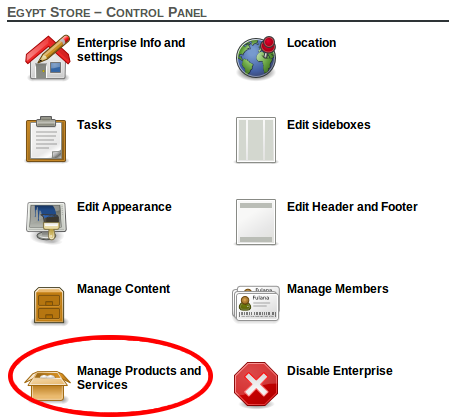 Egypt Store – Control Panel
Enterprise Info and
settings
Location
Tasks
Edit sideboxes
Edit Appearance
Edit Header and Footer
Manage Content
Fulana
Fulana
Manage Members
Manage Products and
Services
Disable Enterprise